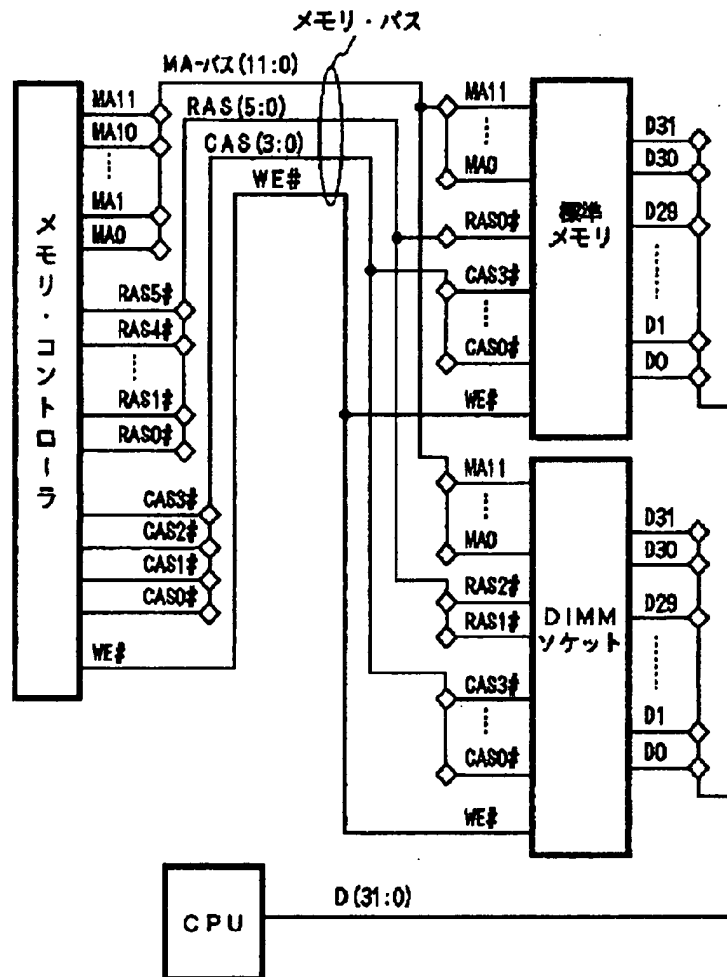 メモリ・バス
MA-バス(11:0)
RAS(5:0)
CAS(3:0)
WE#
メモリ・コントローラ
MA11
MA10
MA1
MA0
RAS5#
RAS4#
RAS1#
RAS0#
CAS3#
CAS2#
CAS1#
CAS0#
WE#
MA11
MA0
RAS0#
CAS3#
CAS0#
WE#
標準
メモリ
D31
D30
D29
D1
D0
MA11
MA0
RAS2#
RAS1#
CAS3#
CAS0#
WE#
DIMM
ソケット
D31
D30
D29
D1
D0
CPU
D(31:0)